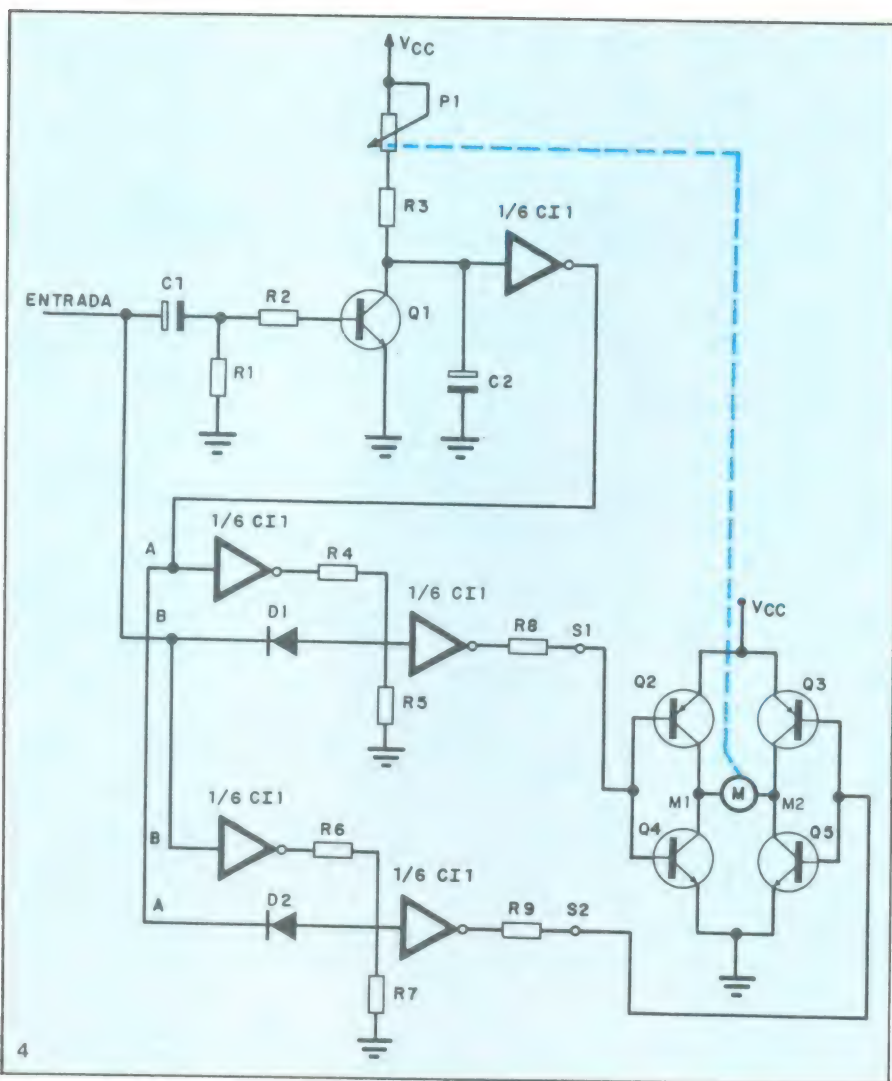 VCC
P1
R3
1/6 CI1
C1
ENTRADA
R2
Q1
R1
C2
1/6 CI1
A
R4
1/6 CI1
B
D1
R8
S1
VCC
R5
Q2
Q3
1/6 CI1
M1
M
M2
B
R6
1/6 CI1
Q4
Q5
A
D2
R9
S2
R7
4